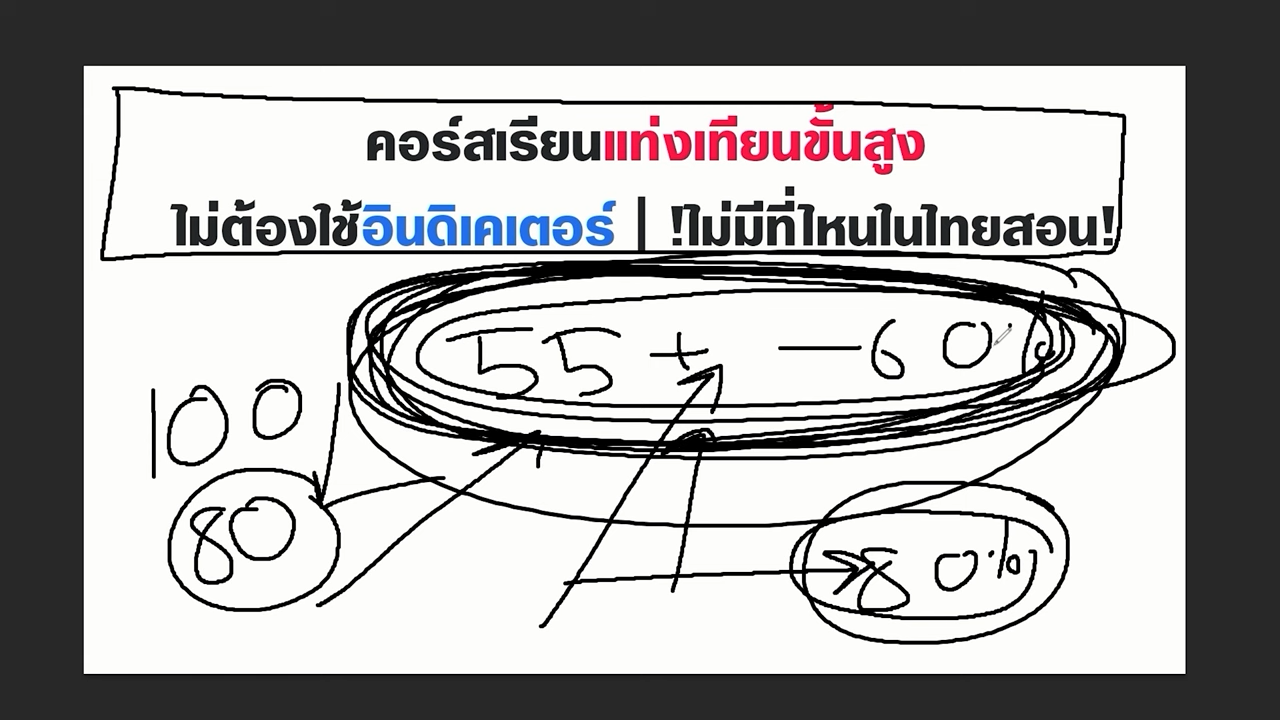 คอร์สเรียนแท่งเทียนขั้นสูง
ไม่ต้องใช้อินดิเคเตอร์ | !ไม่มีที่ไหนในไทยสอน!
55 + — 60%
100
80
80%